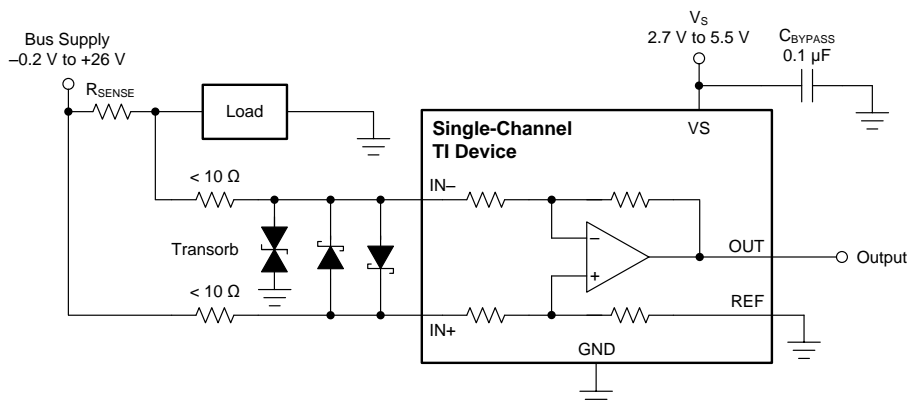 Bus Supply
–0.2 V to +26 V
RSENSE
Load
VS
2.7 V to 5.5 V
CBYPASS
0.1 µF
Single-Channel
TI Device
VS
< 10 Ω
IN–
Transorb
–
+
OUT
Output
< 10 Ω
IN+
REF
GND